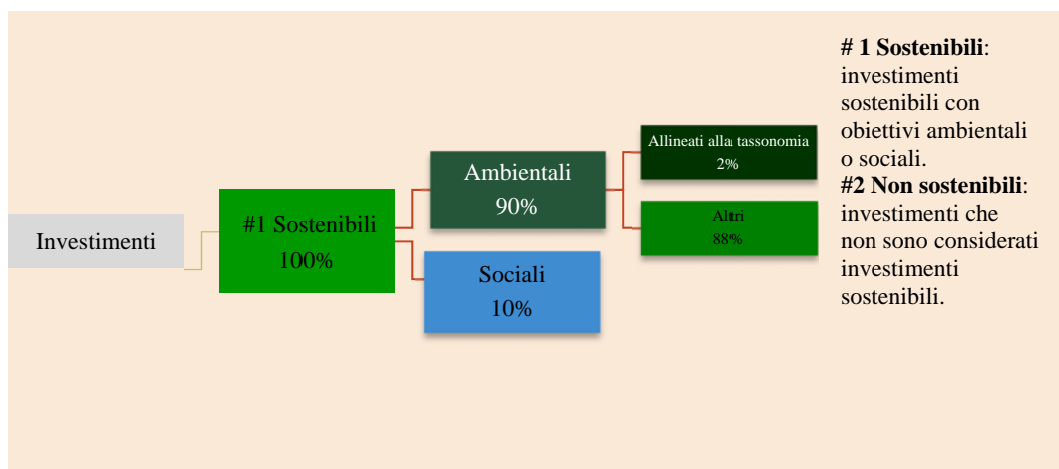 Investimenti
#1 Sostenibili
100%
Ambientali
90%
Sociali
10%
Allineati alla tassonomia
2%
Altri
88%
# 1 Sostenibili:
investimenti
sostenibili con
obiettivi ambientali
o sociali.
#2 Non sostenibili:
investimenti che
non sono considerati
investimenti
sostenibili.